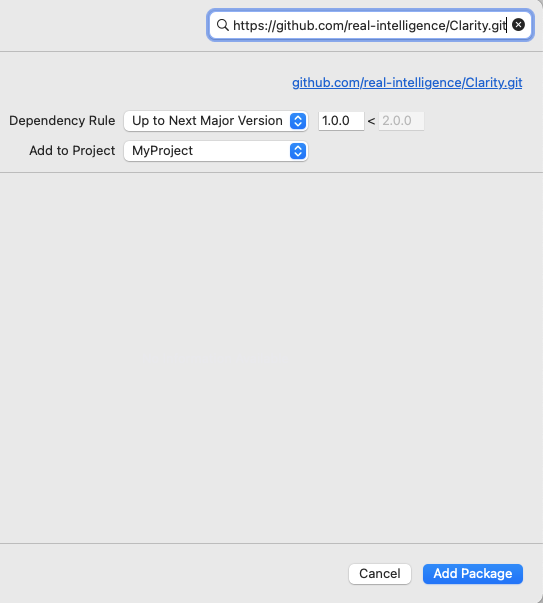 https://github.com/real-intelligence/Clarity.git
github.com/real-intelligence/Clarity.git
Dependency Rule Up to Next Major Version 1.0.0 < 2.0.0
Add to Project MyProject
Cancel Add Package